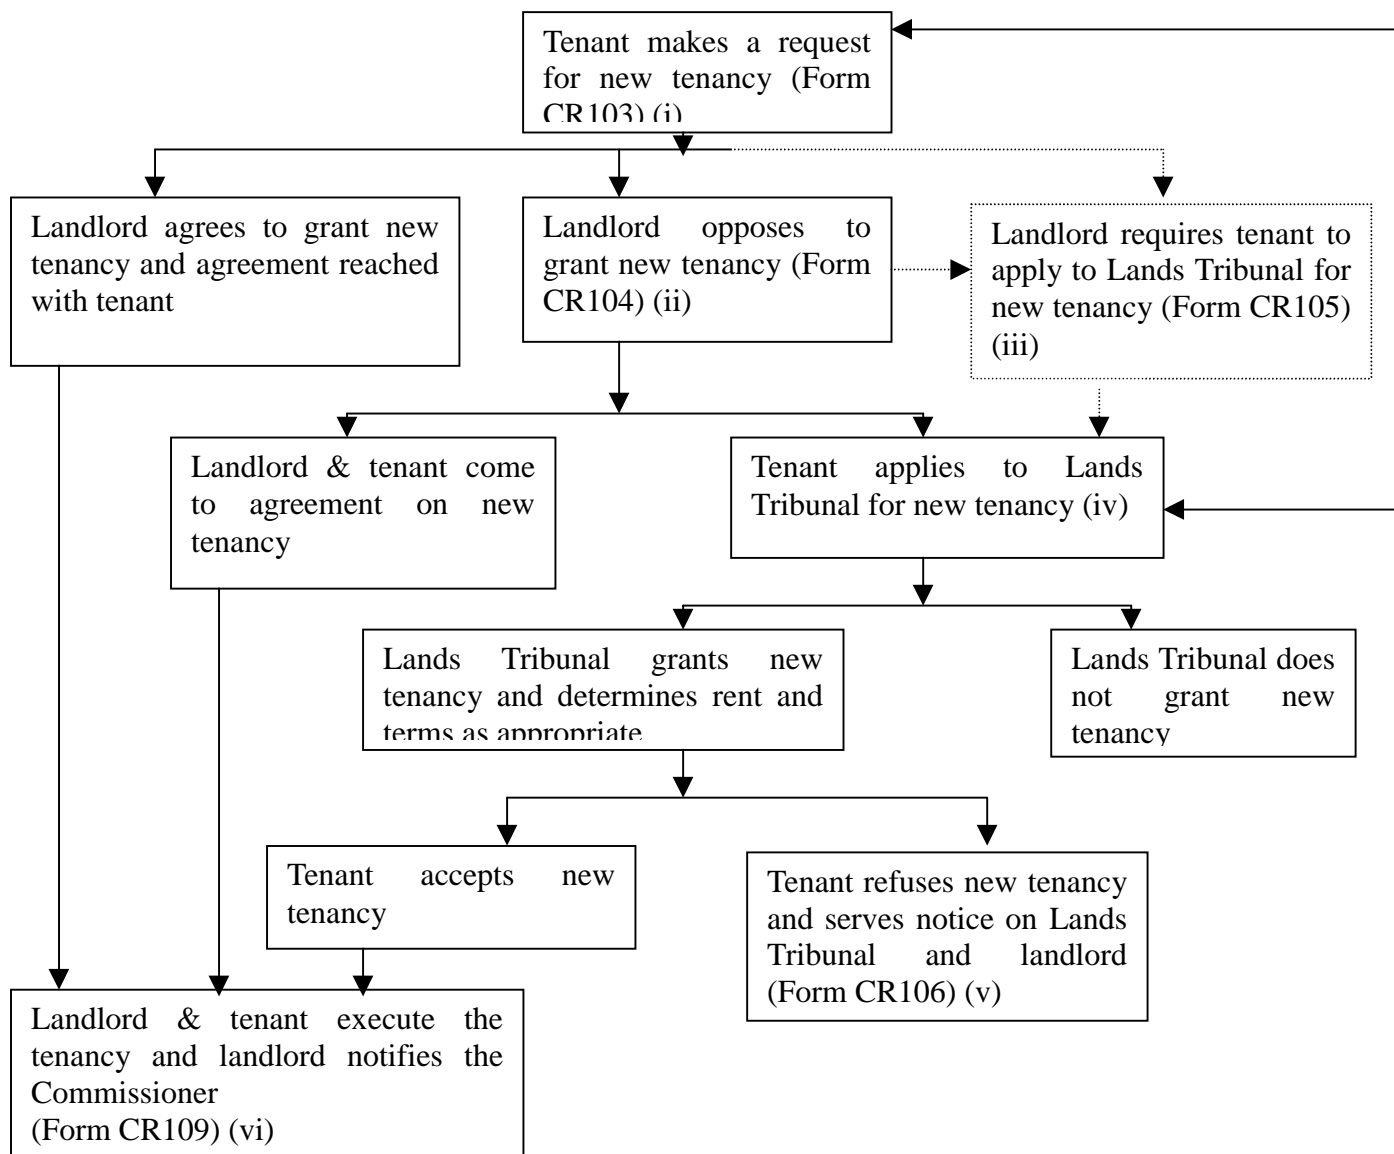 Tenant makes a request
for new tenancy (Form
CR103) (i)
Landlord agrees to grant new
tenancy and agreement reached
with tenant
Landlord opposes to
grant new tenancy (Form
CR104) (ii)
Landlord requires tenant to
apply to Lands Tribunal for
new tenancy (Form CR105)
(iii)
Landlord & tenant come
to agreement on new
tenancy
Tenant applies to Lands
Tribunal for new tenancy (iv)
Lands Tribunal grants new
tenancy and determines rent and
terms as appropriate
Lands Tribunal does
not grant new
tenancy
Tenant accepts new
tenancy
Tenant refuses new tenancy
and serves notice on Lands
Tribunal and landlord
(Form CR106) (v)
Landlord & tenant execute the
tenancy and landlord notifies the
Commissioner
(Form CR109) (vi)